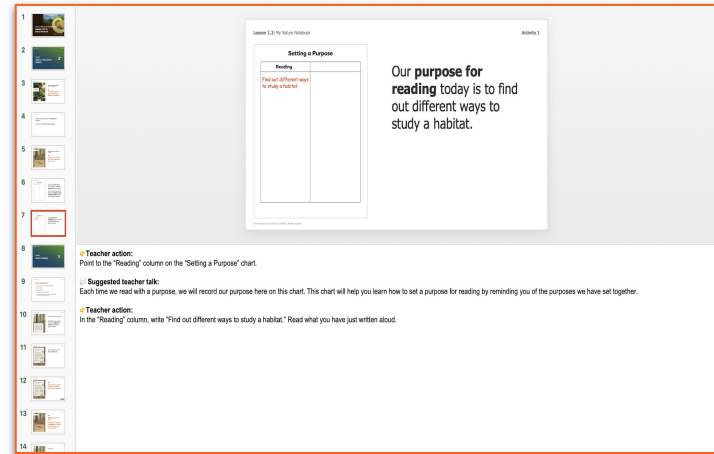 1
2
3
4
5
6
7
8
9
10
11
12
13
14
Lesson 1.3: My Nature Notebook
Activity 1
Setting a Purpose
Reading
Find out different ways
to study a habitat.
Our purpose for
reading today is to find
out different ways to
study a habitat.
Teacher action:
Point to the “Reading” column on the “Setting a Purpose” chart.
Suggested teacher talk:
Each time we read with a purpose, we will record our purpose here on this chart. This chart will help you learn how to set a purpose for reading by reminding you of the purposes we have set together.
Teacher action:
In the “Reading” column, write “Find out different ways to study a habitat.” Read what you have just written aloud.